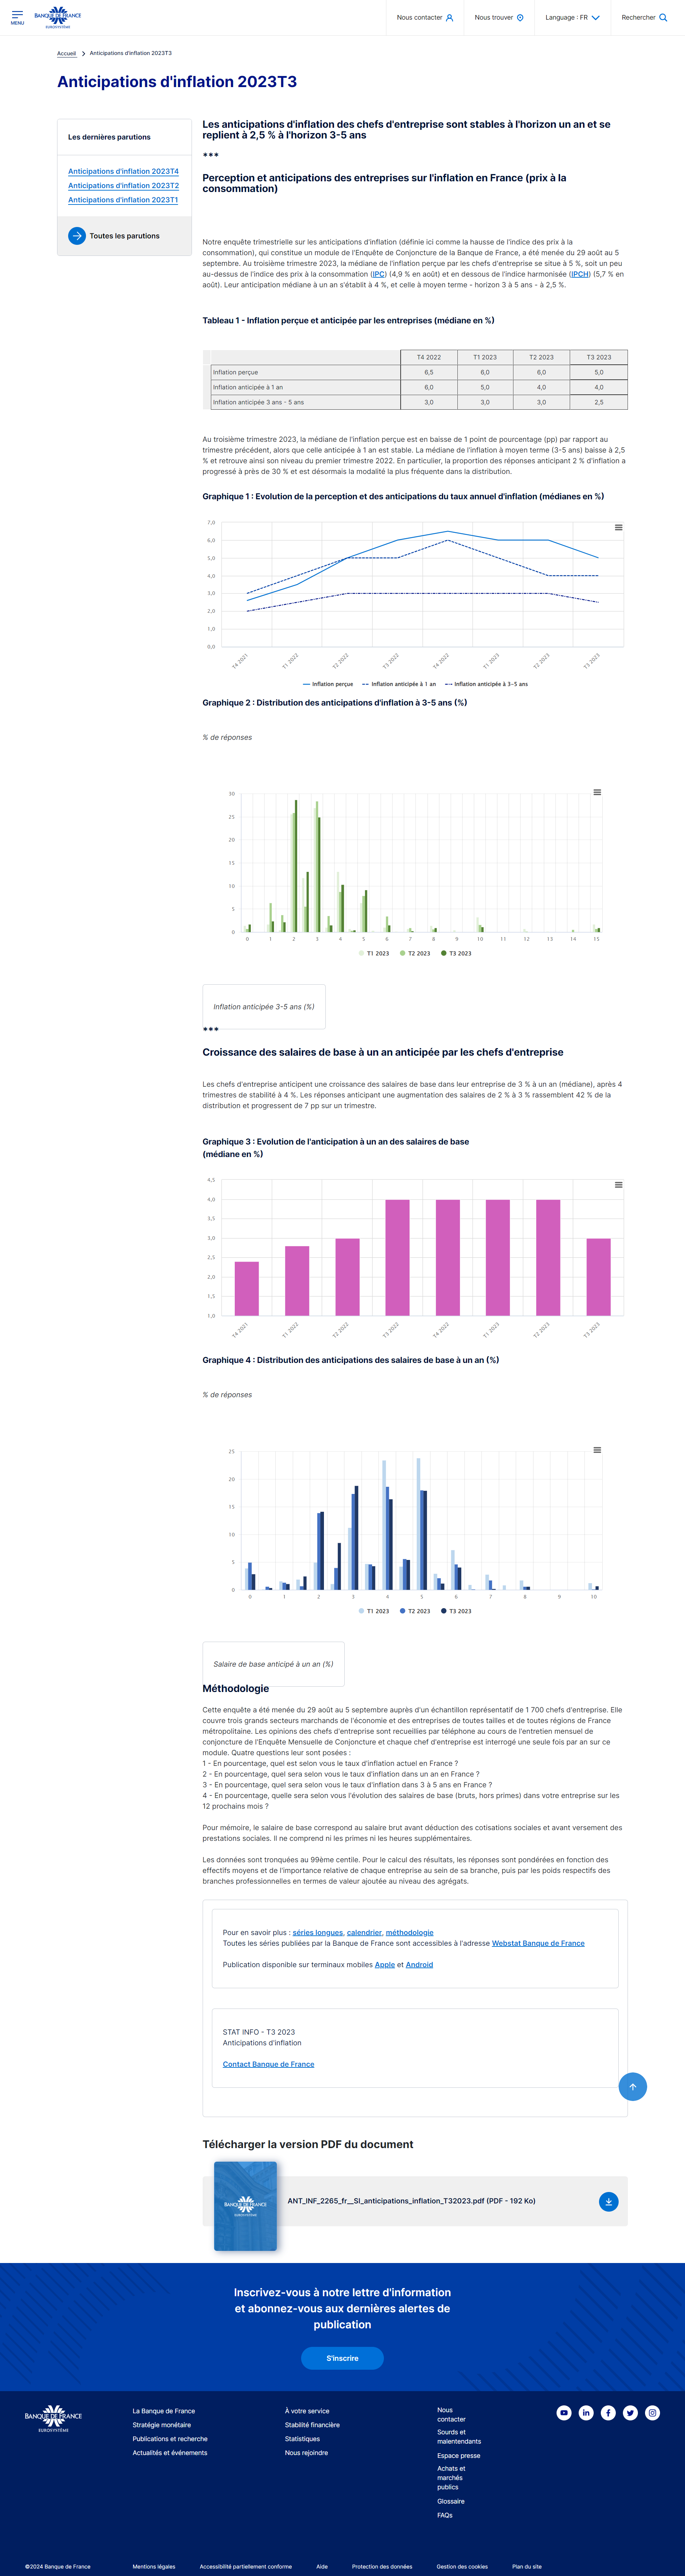 MENU
BANQUE DE FRANCE
EUROSYSTÈME
Nous contacter
Nous trouver
Language : FR
Rechercher
Accueil
Anticipations d'inflation 2023T3
Anticipations d'inflation 2023T3
Les dernières parutions
Anticipations d'inflation 2023T4
Anticipations d'inflation 2023T2
Anticipations d'inflation 2023T1
Toutes les parutions
Les anticipations d'inflation des chefs d'entreprise sont stables à l'horizon un an et se
replient à 2,5 % à l'horizon 3-5 ans
***
Perception et anticipations des entreprises sur l'inflation en France (prix à la
consommation)
Notre enquête trimestrielle sur les anticipations d'inflation (définie ici comme la hausse de l'indice des prix à la
consommation), qui constitue un module de l'Enquête de Conjoncture de la Banque de France, a été menée du 29 août au 5
septembre. Au troisième trimestre 2023, la médiane de l'inflation perçue par les chefs d'entreprise se situe à 5 %, soit un peu
au-dessus de l'indice des prix à la consommation (IPC) (4,9 % en août) et en dessous de l'indice harmonisée (IPCH) (5,7 % en
août). Leur anticipation médiane à un an s'établit à 4 %, et celle à moyen terme - horizon 3 à 5 ans - à 2,5 %.
Tableau 1 - Inflation perçue et anticipée par les entreprises (médiane en %)
T4 2022 T1 2023 T2 2023 T3 2023
Inflation perçue 6,5 6,0 6,0 5,0
Inflation anticipée à 1 an 6,0 5,0 4,0 4,0
Inflation anticipée 3 ans - 5 ans 3,0 3,0 3,0 2,5
Au troisième trimestre 2023, la médiane de l'inflation perçue est en baisse de 1 point de pourcentage (pp) par rapport au
trimestre précédent, alors que celle anticipée à 1 an est stable. La médiane de l'inflation à moyen terme (3-5 ans) baisse à 2,5
% et retrouve ainsi son niveau du premier trimestre 2022. En particulier, la proportion des réponses anticipant 2 % d'inflation a
progressé à près de 30 % et est désormais la modalité la plus fréquente dans la distribution.
Graphique 1 : Evolution de la perception et des anticipations du taux annuel d'inflation (médianes en %)
7,0
6,0
5,0
4,0
3,0
2,0
1,0
0,0
T4 2021 T1 2022 T2 2022 T3 2022 T4 2022 T1 2023 T2 2023 T3 2023
Inflation perçue Inflation anticipée à 1 an Inflation anticipée à 3-5 ans
Graphique 2 : Distribution des anticipations d'inflation à 3-5 ans (%)
% de réponses
30
25
20
15
10
5
0
0 1 2 3 4 5 6 7 8 9 10 11 12 13 14 15
T1 2023 T2 2023 T3 2023
Inflation anticipée 3-5 ans (%)
***
Croissance des salaires de base à un an anticipée par les chefs d'entreprise
Les chefs d'entreprise anticipent une croissance des salaires de base dans leur entreprise de 3 % à un an (médiane), après 4
trimestres de stabilité à 4 %. Les réponses anticipant une augmentation des salaires de 2 % à 3 % rassemblent 42 % de la
distribution et progressent de 7 pp sur un trimestre.
Graphique 3 : Evolution de l'anticipation à un an des salaires de base
(médiane en %)
4,5
4,0
3,5
3,0
2,5
2,0
1,5
1,0
T4 2021 T1 2022 T2 2022 T3 2022 T4 2022 T1 2023 T2 2023 T3 2023
Graphique 4 : Distribution des anticipations des salaires de base à un an (%)
% de réponses
25
20
15
10
5
0
0 1 2 3 4 5 6 7 8 9 10
T1 2023 T2 2023 T3 2023
Salaire de base anticipé à un an (%)
Méthodologie
Cette enquête a été menée du 29 août au 5 septembre auprès d'un échantillon représentatif de 1 700 chefs d'entreprise. Elle
couvre trois grands secteurs marchands de l'économie et des entreprises de toutes tailles et de toutes régions de France
métropolitaine. Les opinions des chefs d'entreprise sont recueillies par téléphone au cours de l'entretien mensuel de
conjoncture de l'Enquête Mensuelle de Conjoncture et chaque chef d'entreprise est interrogé une seule fois par an sur ce
module. Quatre questions leur sont posées :
1 - En pourcentage, quel est selon vous le taux d'inflation actuel en France ?
2 - En pourcentage, quel sera selon vous le taux d'inflation dans un an en France ?
3 - En pourcentage, quel sera selon vous le taux d'inflation dans 3 à 5 ans en France ?
4 - En pourcentage, quelle sera selon vous l'évolution des salaires de base (bruts, hors primes) dans votre entreprise sur les
12 prochains mois ?
Pour mémoire, le salaire de base correspond au salaire brut avant déduction des cotisations sociales et avant versement des
prestations sociales. Il ne comprend ni les primes ni les heures supplémentaires.
Les données sont tronquées au 99ème centile. Pour le calcul des résultats, les réponses sont pondérées en fonction des
effectifs moyens et de l'importance relative de chaque entreprise au sein de sa branche, puis par les poids respectifs des
branches professionnelles en termes de valeur ajoutée au niveau des agrégats.
Pour en savoir plus : séries longues, calendrier, méthodologie
Toutes les séries publiées par la Banque de France sont accessibles à l'adresse Webstat Banque de France
Publication disponible sur terminaux mobiles Apple et Android
STAT INFO - T3 2023
Anticipations d'inflation
Contact Banque de France
Télécharger la version PDF du document
BANQUE DE FRANCE
EUROSYSTÈME
ANT_INF_2265_fr__SI_anticipations_inflation_T32023.pdf (PDF - 192 Ko)
Inscrivez-vous à notre lettre d'information
et abonnez-vous aux dernières alertes de
publication
S'inscrire
BANQUE DE FRANCE
EUROSYSTÈME
La Banque de France
Stratégie monétaire
Publications et recherche
Actualités et événements
À votre service
Stabilité financière
Statistiques
Nous rejoindre
Nous
contacter
Sourds et
malentendants
Espace presse
Achats et
marchés
publics
Glossaire
FAQs
©2024 Banque de France
Mentions légales
Accessibilité partiellement conforme
Aide
Protection des données
Gestion des cookies
Plan du site